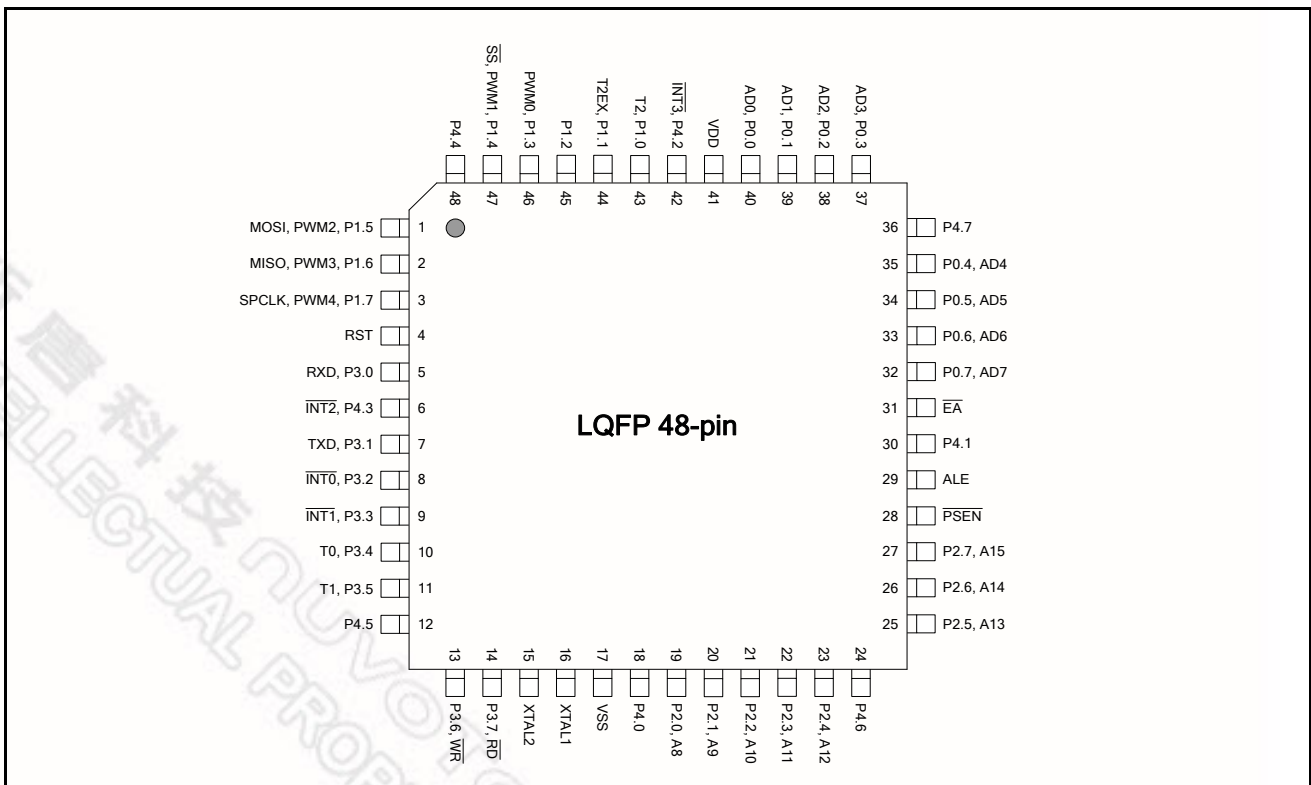 SS, PWM1, P1.4
P4.4
PWM0, P1.3
P1.2
T2EX, P1.1
T2, P1.0
INT3, P4.2
VDD
AD0, P0.0
AD1, P0.1
AD2, P0.2
AD3, P0.3
48 47 46 45 44 43 42 41 40 39 38 37
MOSI, PWM2, P1.5 1
MISO, PWM3, P1.6 2
SPCLK, PWM4, P1.7 3
RST 4
RXD, P3.0 5
INT2, P4.3 6
TXD, P3.1 7
INT0, P3.2 8
INT1, P3.3 9
T0, P3.4 10
T1, P3.5 11
P4.5 12
LQFP 48-pin
36 P4.7
35 P0.4, AD4
34 P0.5, AD5
33 P0.6, AD6
32 P0.7, AD7
31 EA
30 P4.1
29 ALE
28 PSEN
27 P2.7, A15
26 P2.6, A14
25 P2.5, A13
13 14 15 16 17 18 19 20 21 22 23 24
P3.6, WR
P3.7, RD
XTAL2
XTAL1
VSS
P4.0
P2.0, A8
P2.1, A9
P2.2, A10
P2.3, A11
P2.4, A12
P4.6
唐科技 nuvoTo
ELLECTUAL PROP